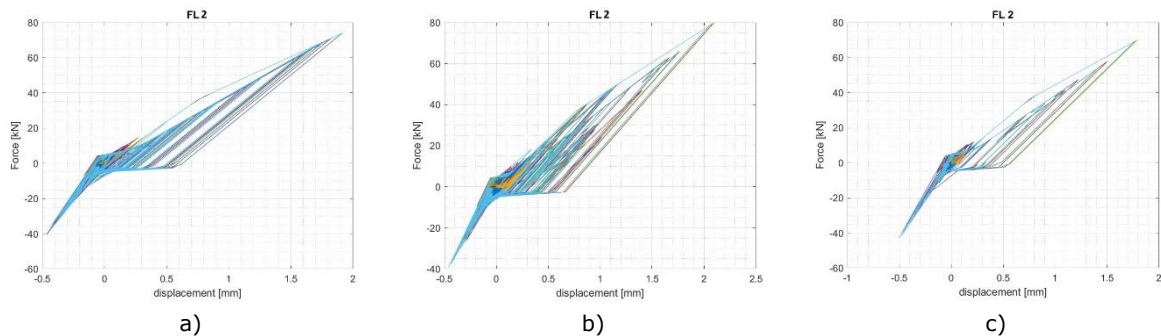 FL 2
80
60
40
20
0
-20
-40
-60
Force [kN]
-0.5 0 0.5 1 1.5 2
displacement [mm]
a)
FL 2
80
60
40
20
0
-20
-40
Force [kN]
-0.5 0 0.5 1 1.5 2 2.5
displacement [mm]
b)
FL 2
80
60
40
20
0
-20
-40
-60
Force [kN]
-1 -0.5 0 0.5 1 1.5 2
displacement [mm]
c)